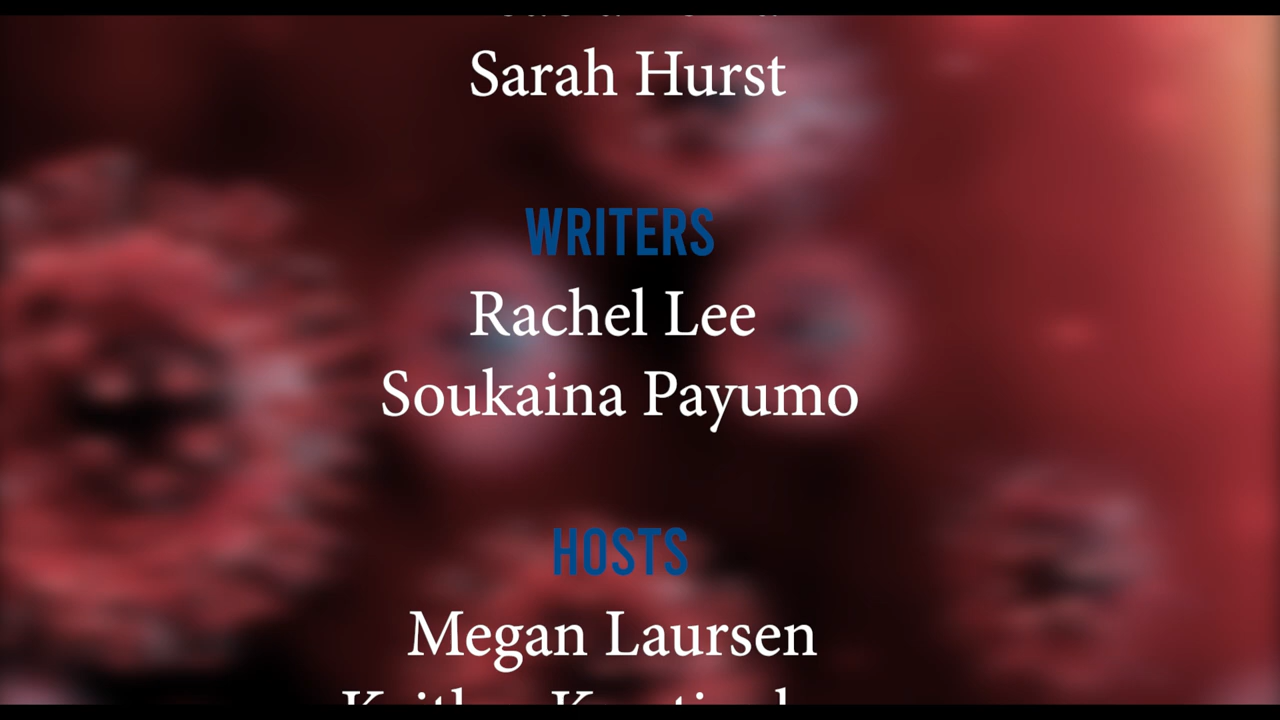 Sarah Hurst
WRITERS
Rachel Lee
Soukaina Payumo
HOSTS
Megan Laursen